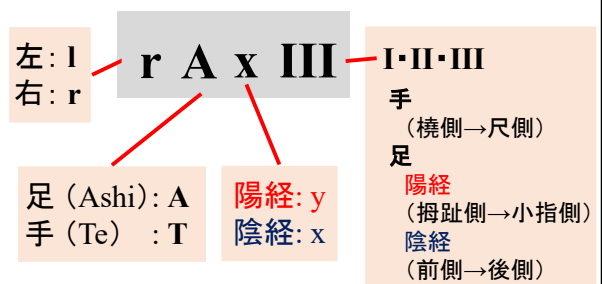 左: l
右: r
r A x III
I・II・III
手
(橈側→尺側)
足
陽経
(拇趾側→小指側)
陰経
(前側→後側)
足 (Ashi): A
手 (Te) : T
陽経: y
陰経: x